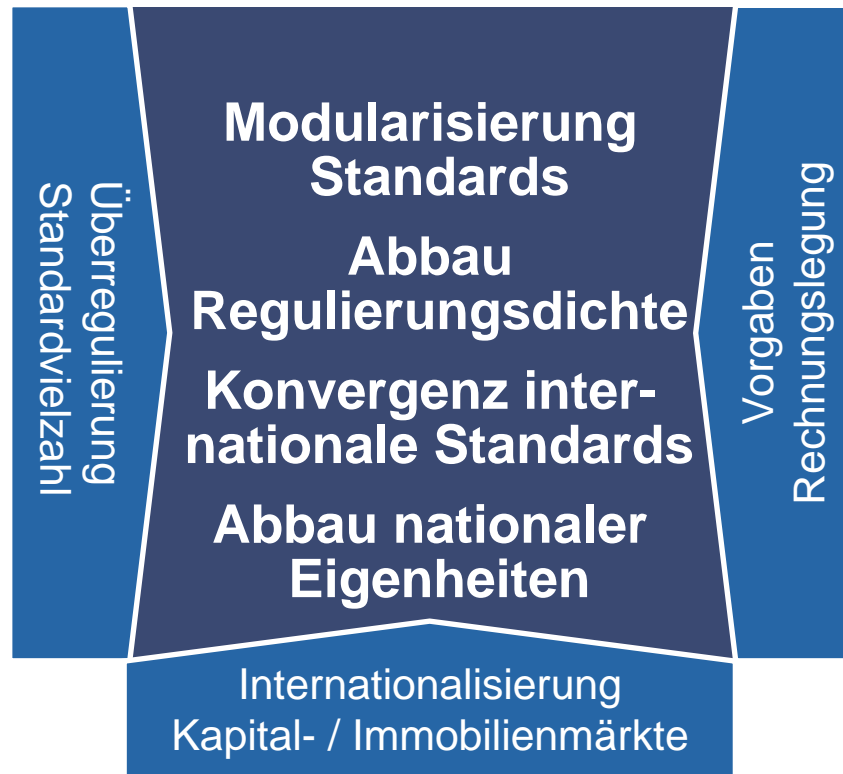 Überregulierung
Standardvielzahl
Modularisierung
Standards
Abbau
Regulierungsdichte
Konvergenz inter-
nationale Standards
Abbau nationaler
Eigenheiten
Vorgaben
Rechnungslegung
Internationalisierung
Kapital- / Immobilienmärkte